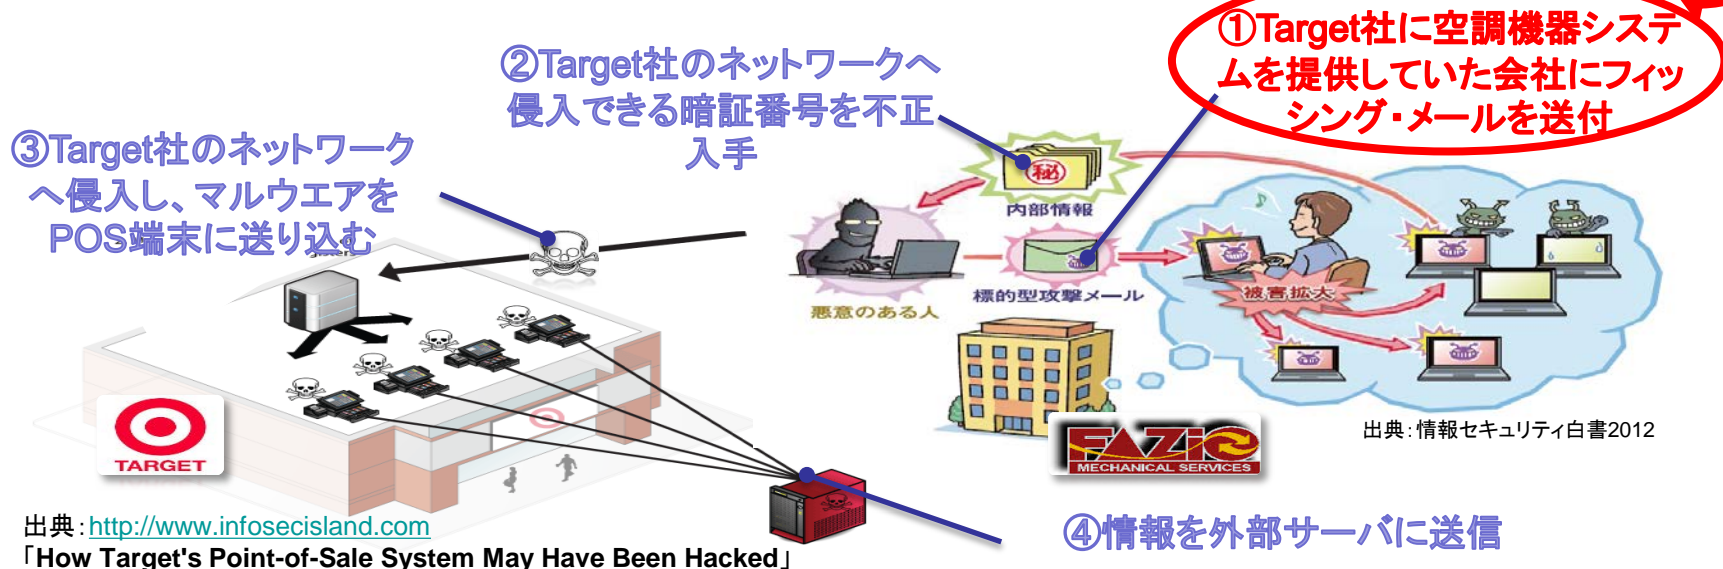 ①Target社に空調機器システ
ムを提供していた会社にフィッ
シング・メールを送付
②Target社のネットワークへ
侵入できる暗証番号を不正
入手
③Target社のネットワーク
へ侵入し、マルウエアを
POS端末に送り込む
秘
内部情報
標的型攻撃メール
悪意のある人
被害拡大
TARGET
FAZIO
MECHANICAL SERVICES
出典：情報セキュリティ白書2012
④情報を外部サーバに送信
出典：http://www.infosecisland.com
「How Target's Point-of-Sale System May Have Been Hacked」